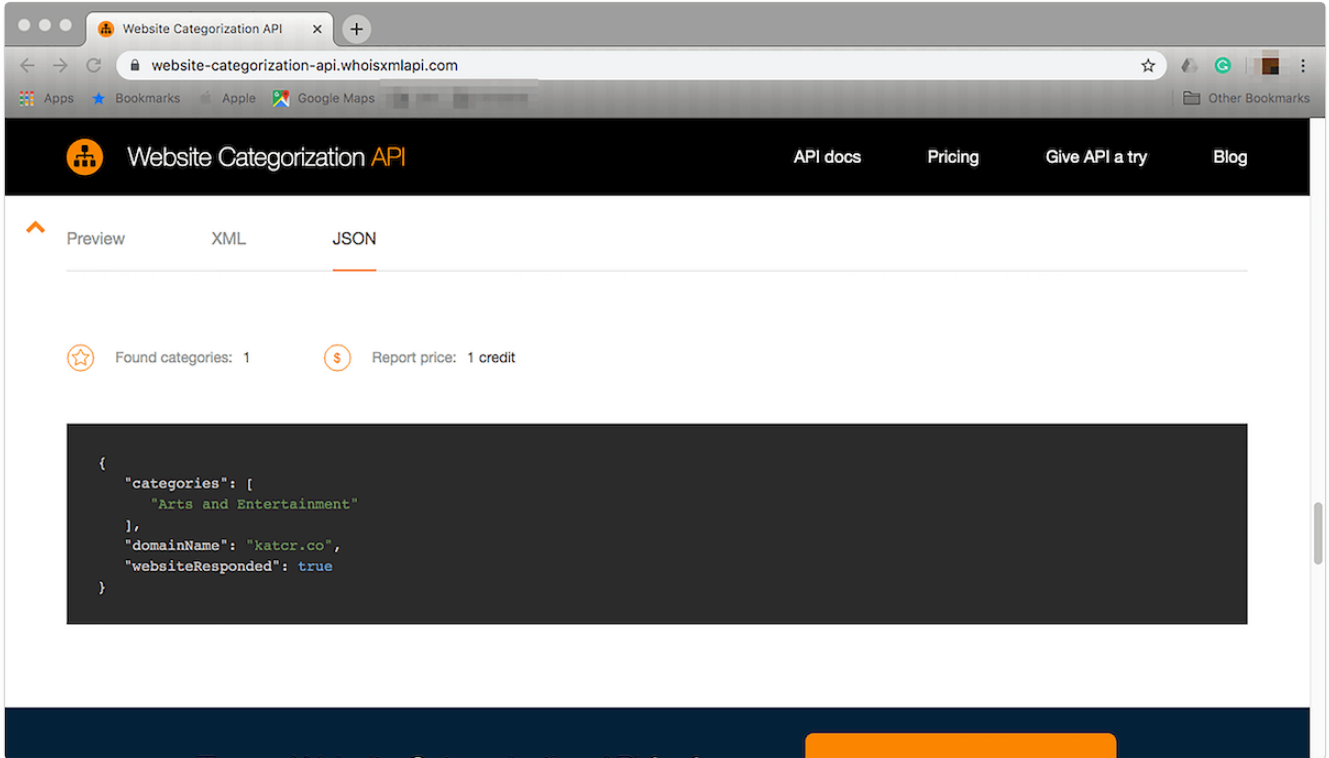 Website Categorization API
website-categorization-api.whoisxmlapi.com
Apps Bookmarks Apple Google Maps Other Bookmarks
Website Categorization API API docs Pricing Give API a try Blog
Preview XML JSON
Found categories: 1 Report price: 1 credit
{
"categories": [
"Arts and Entertainment"
],
"domainName": "katcr.co",
"websiteResponded": true
}